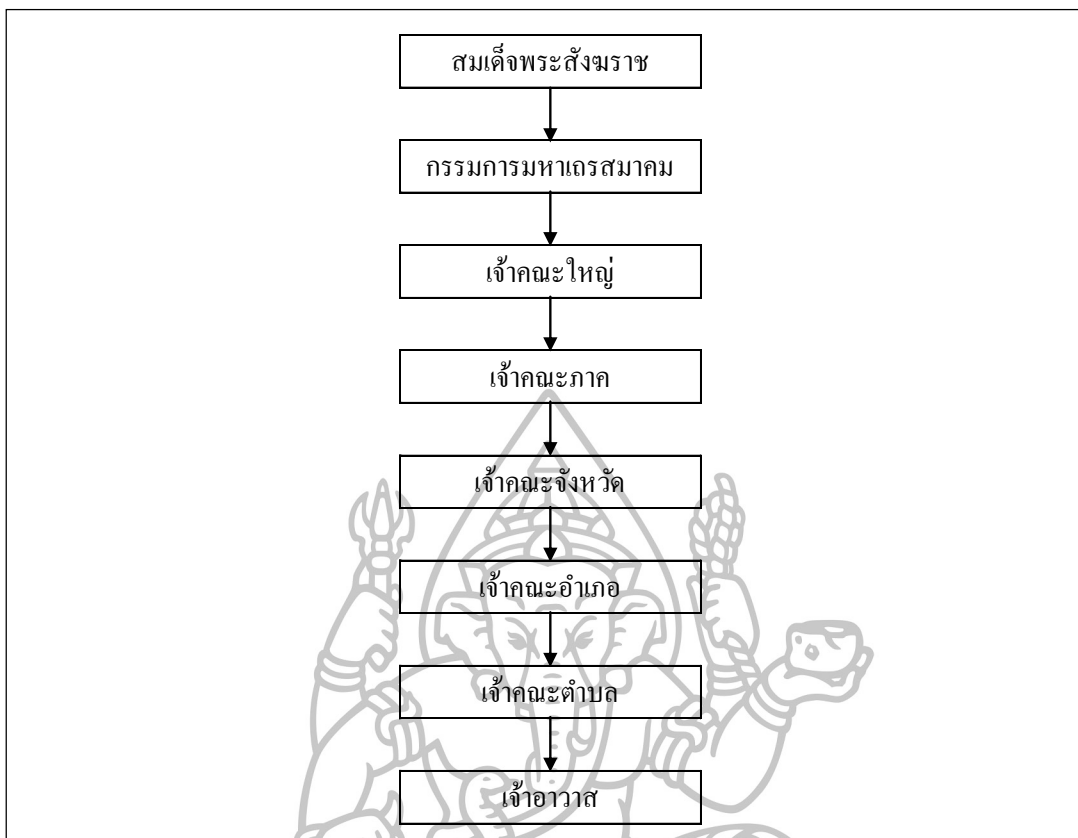 สมเด็จพระสังฆราช
กรรมการมหาเถรสมาคม
เจ้าคณะใหญ่
เจ้าคณะภาค
เจ้าคณะจังหวัด
เจ้าคณะอำเภอ
เจ้าคณะตำบล
เจ้าอาวาส